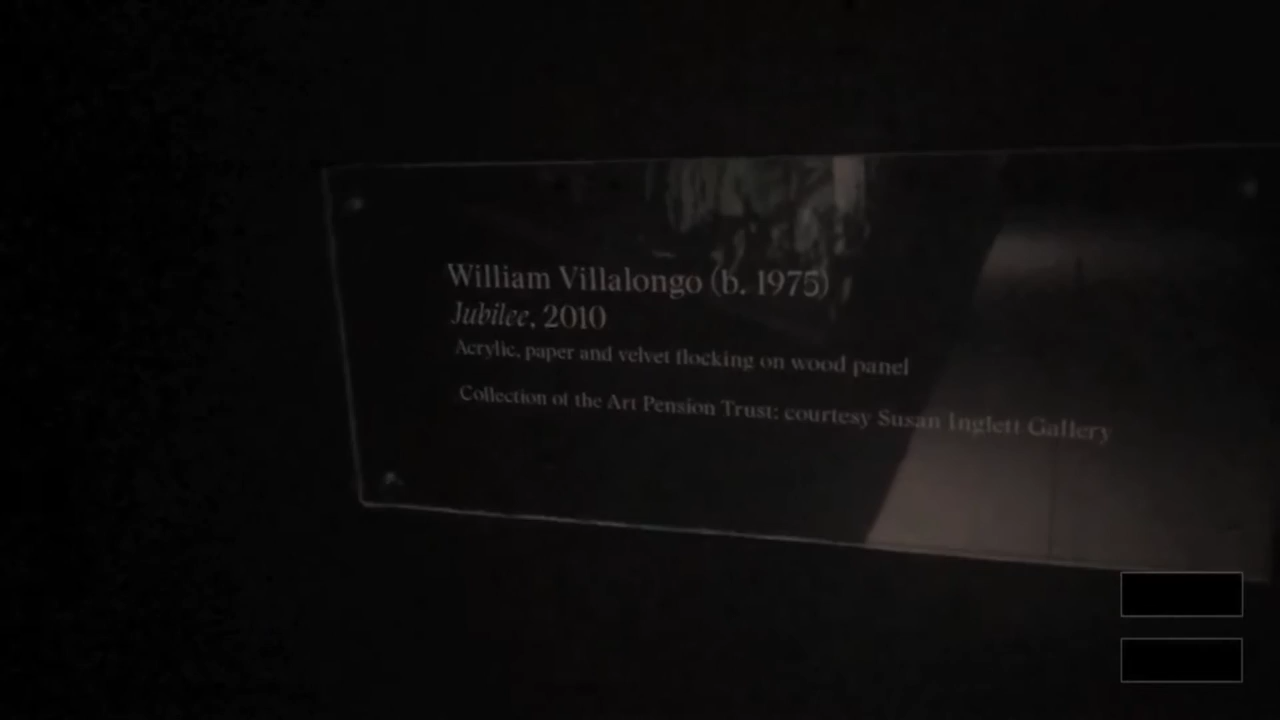 William Villalongo (b. 1975)
Jubilee, 2010
Acrylic, paper and velvet flocking on wood panel
Collection of the Art Pension Trust: courtesy Susan Inglett Gallery